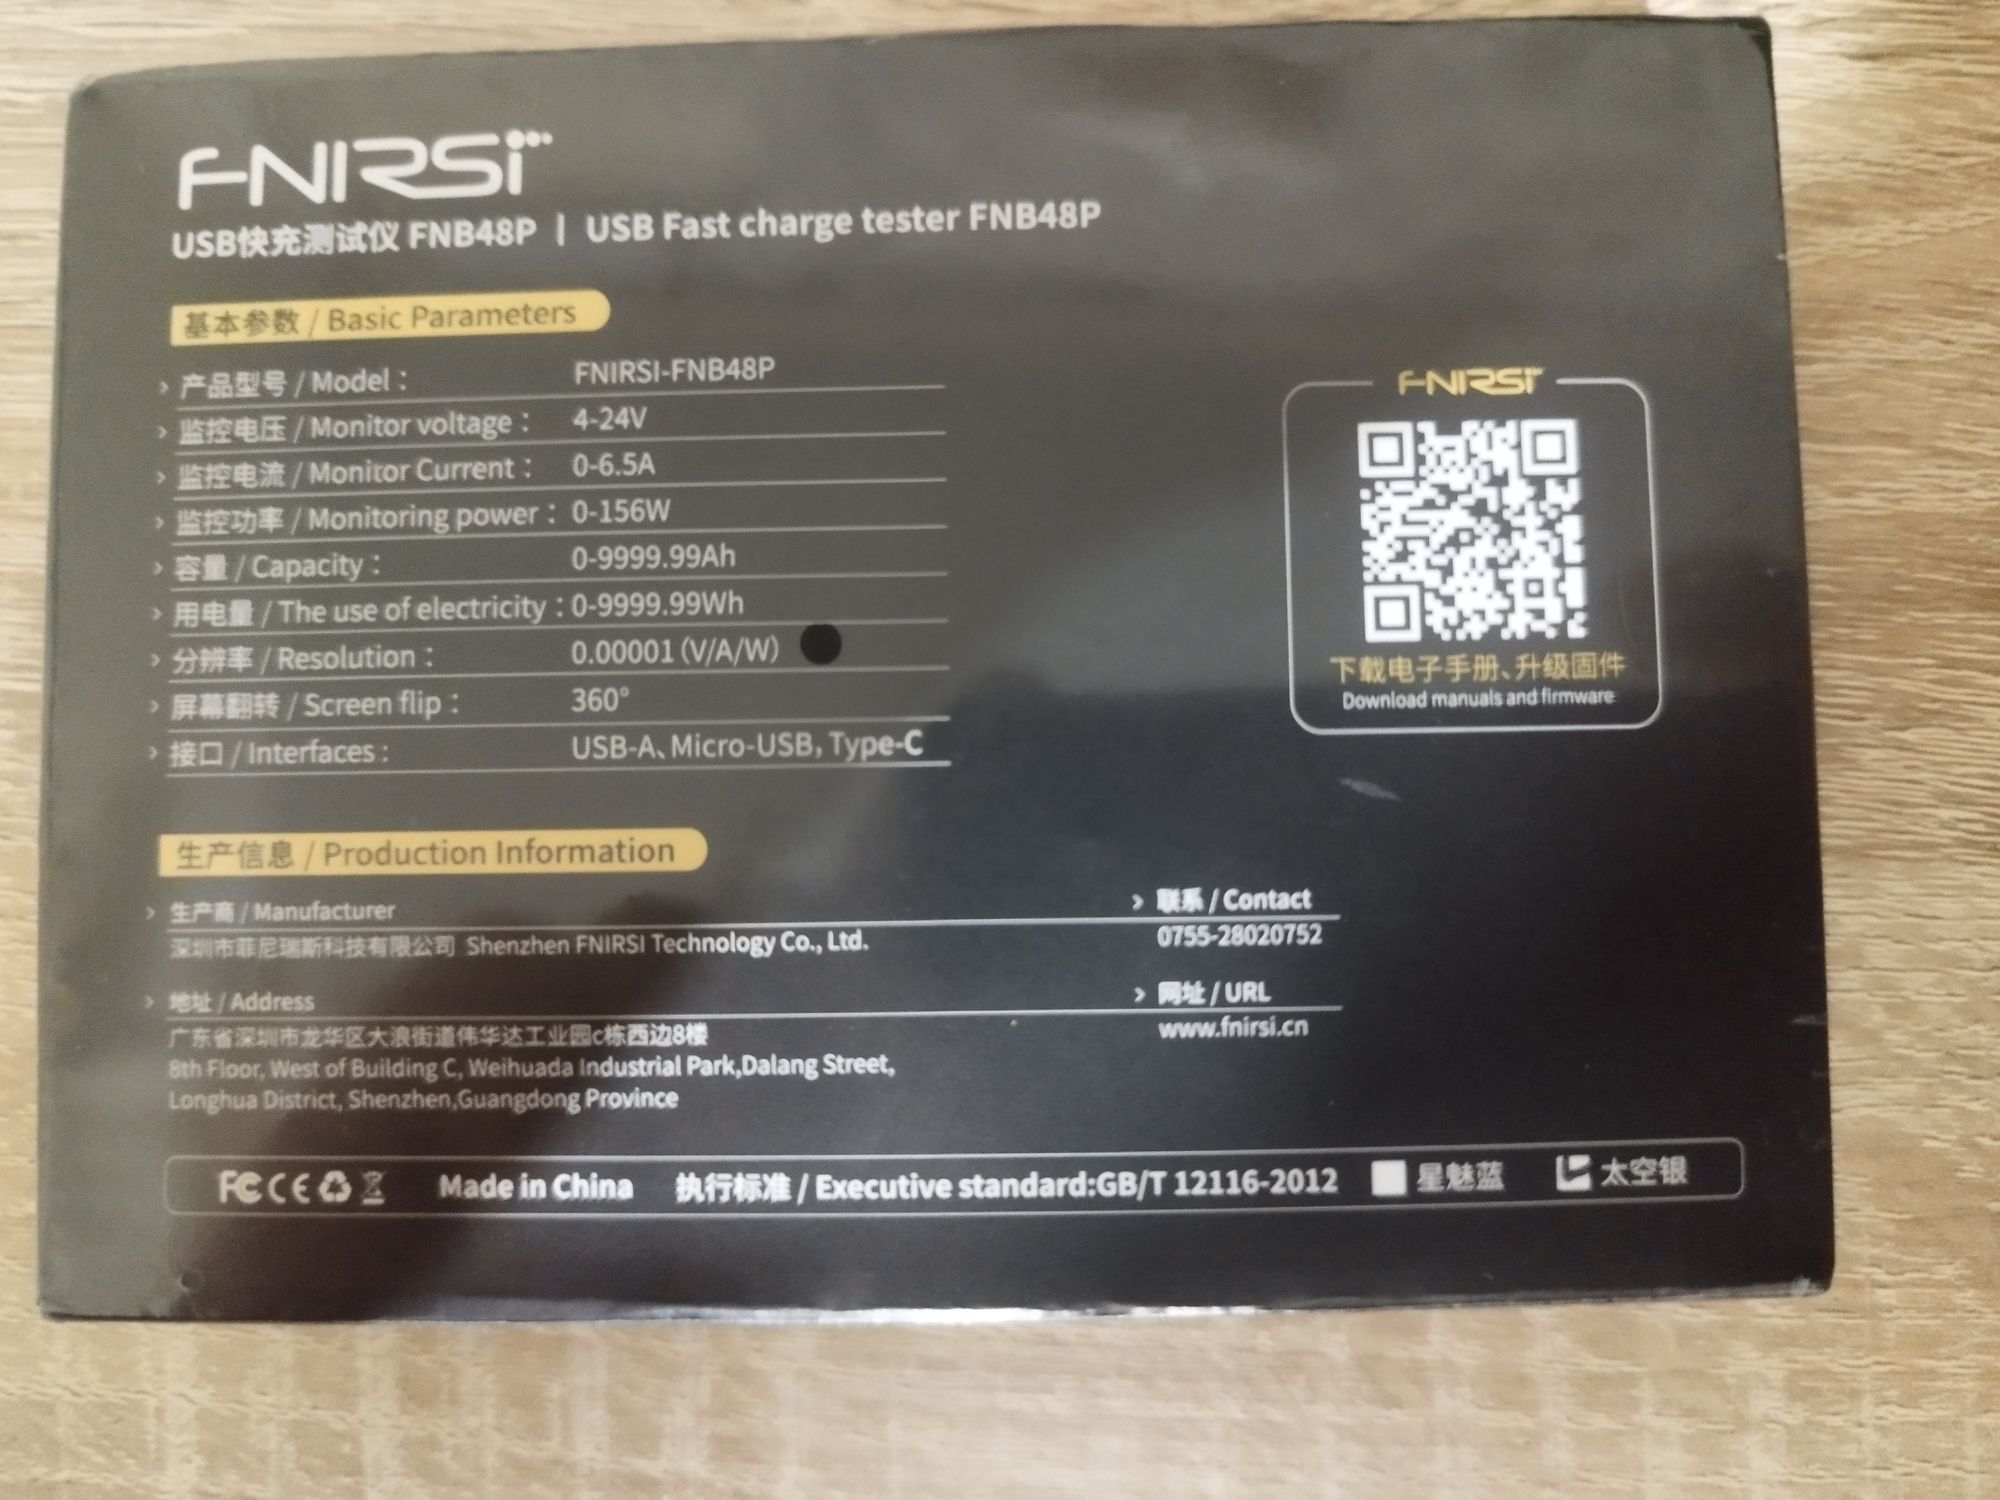 FNIRSI
USB快充测试仪 FNB48P | USB Fast charge tester FNB48P
基本参数 / Basic Parameters
› 产品型号 / Model： FNIRSI-FNB48P
› 监控电压 / Monitor voltage： 4-24V
› 监控电流 / Monitor Current： 0-6.5A
› 监控功率 / Monitoring power： 0-156W
› 容量 / Capacity： 0-9999.99Ah
› 用电量 / The use of electricity：0-9999.99Wh
› 分辨率 / Resolution： 0.00001（V/A/W）
› 屏幕翻转 / Screen flip： 360°
› 接口 / Interfaces： USB-A、Micro-USB，Type-C
FNIRSI
下载电子手册、升级固件
Download manuals and firmware
生产信息 / Production Information
› 生产商 / Manufacturer
深圳市菲尼瑞斯科技有限公司 Shenzhen FNIRSI Technology Co., Ltd.
› 联系 / Contact
0755-28020752
› 地址 / Address
广东省深圳市龙华区大浪街道伟华达工业园c栋西边8楼
8th Floor, West of Building C, Weihuada Industrial Park,Dalang Street,
Longhua District, Shenzhen,Guangdong Province
› 网址 / URL
www.fnirsi.cn
FC CE Made in China 执行标准 / Executive standard:GB/T 12116-2012 星魅蓝 太空银